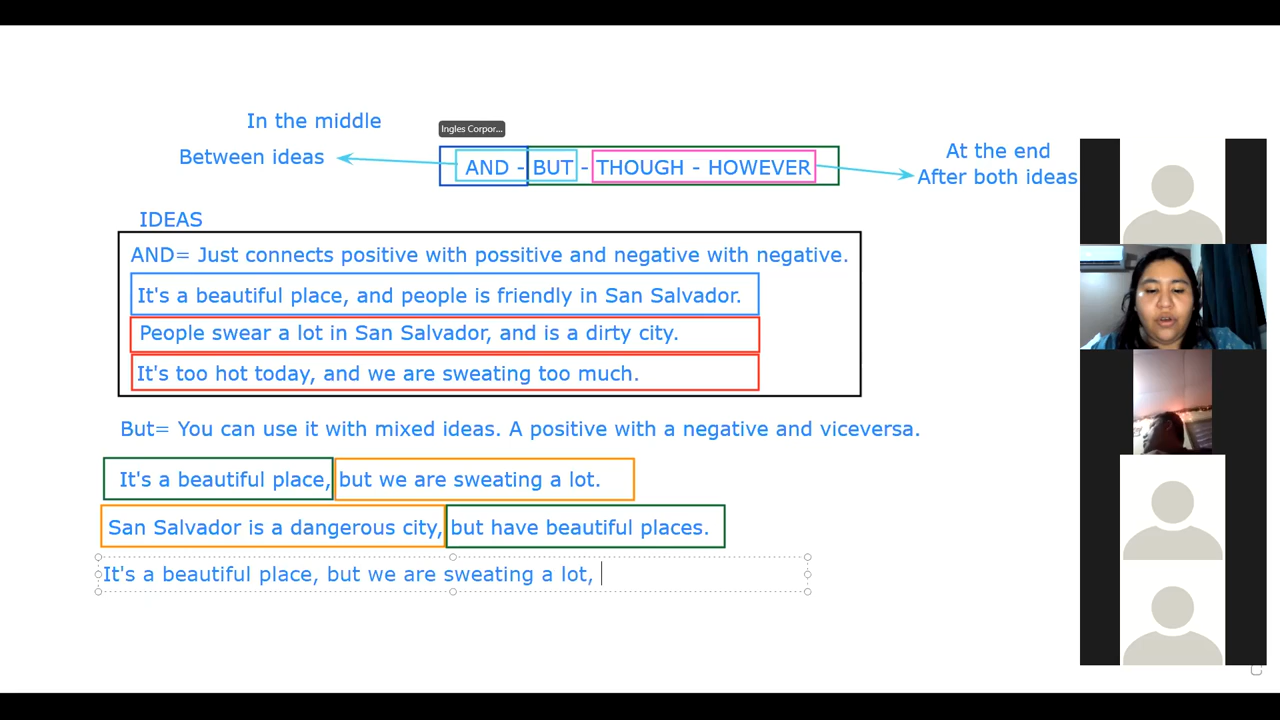 In the middle
Ingles Corpor...
Between ideas
AND - BUT - THOUGH - HOWEVER
At the end
After both ideas
IDEAS
AND= Just connects positive with possitive and negative with negative.
It's a beautiful place, and people is friendly in San Salvador.
People swear a lot in San Salvador, and is a dirty city.
It's too hot today, and we are sweating too much.
But= You can use it with mixed ideas. A positive with a negative and viceversa.
It's a beautiful place, but we are sweating a lot.
San Salvador is a dangerous city, but have beautiful places.
It's a beautiful place, but we are sweating a lot,